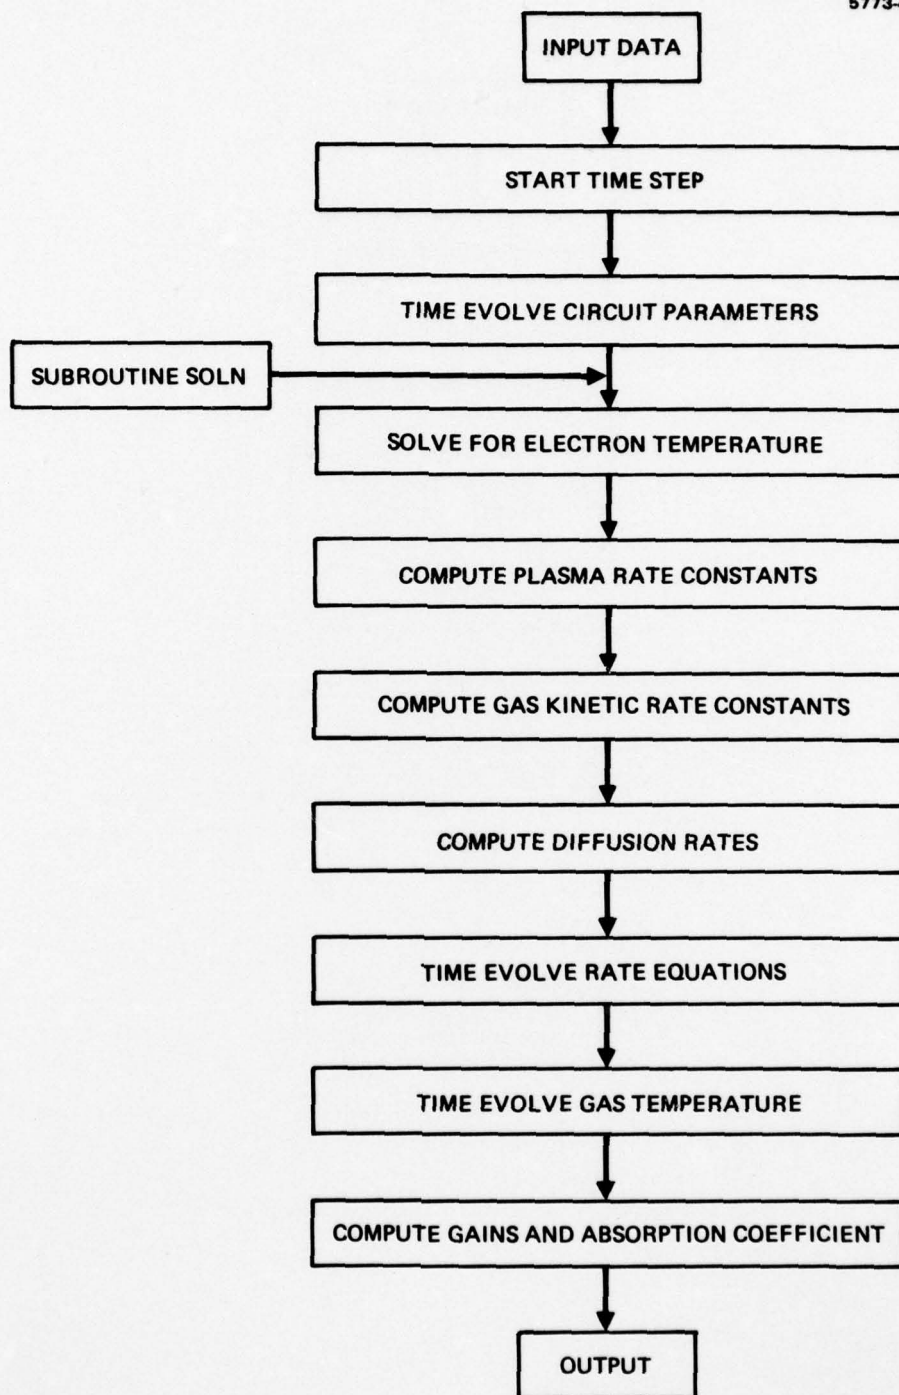 5773-
INPUT DATA
START TIME STEP
TIME EVOLVE CIRCUIT PARAMETERS
SUBROUTINE SOLN
SOLVE FOR ELECTRON TEMPERATURE
COMPUTE PLASMA RATE CONSTANTS
COMPUTE GAS KINETIC RATE CONSTANTS
COMPUTE DIFFUSION RATES
TIME EVOLVE RATE EQUATIONS
TIME EVOLVE GAS TEMPERATURE
COMPUTE GAINS AND ABSORPTION COEFFICIENT
OUTPUT